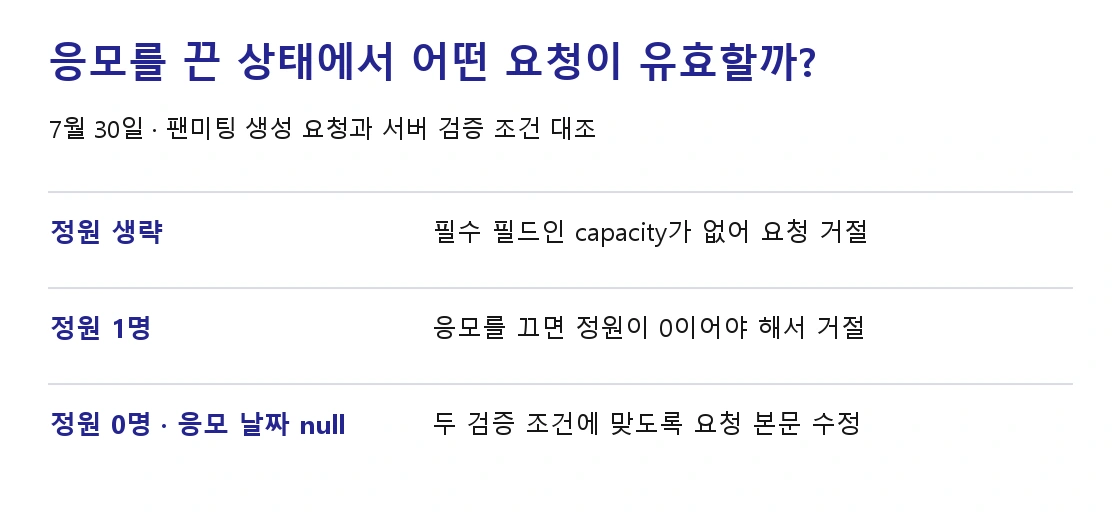 응모를 끈 상태에서 어떤 요청이 유효할까?
7월 30일 · 팬미팅 생성 요청과 서버 검증 조건 대조
정원 생략 필수 필드인 capacity가 없어 요청 거절
정원 1명 응모를 끄면 정원이 0이어야 해서 거절
정원 0명 · 응모 날짜 null 두 검증 조건에 맞도록 요청 본문 수정